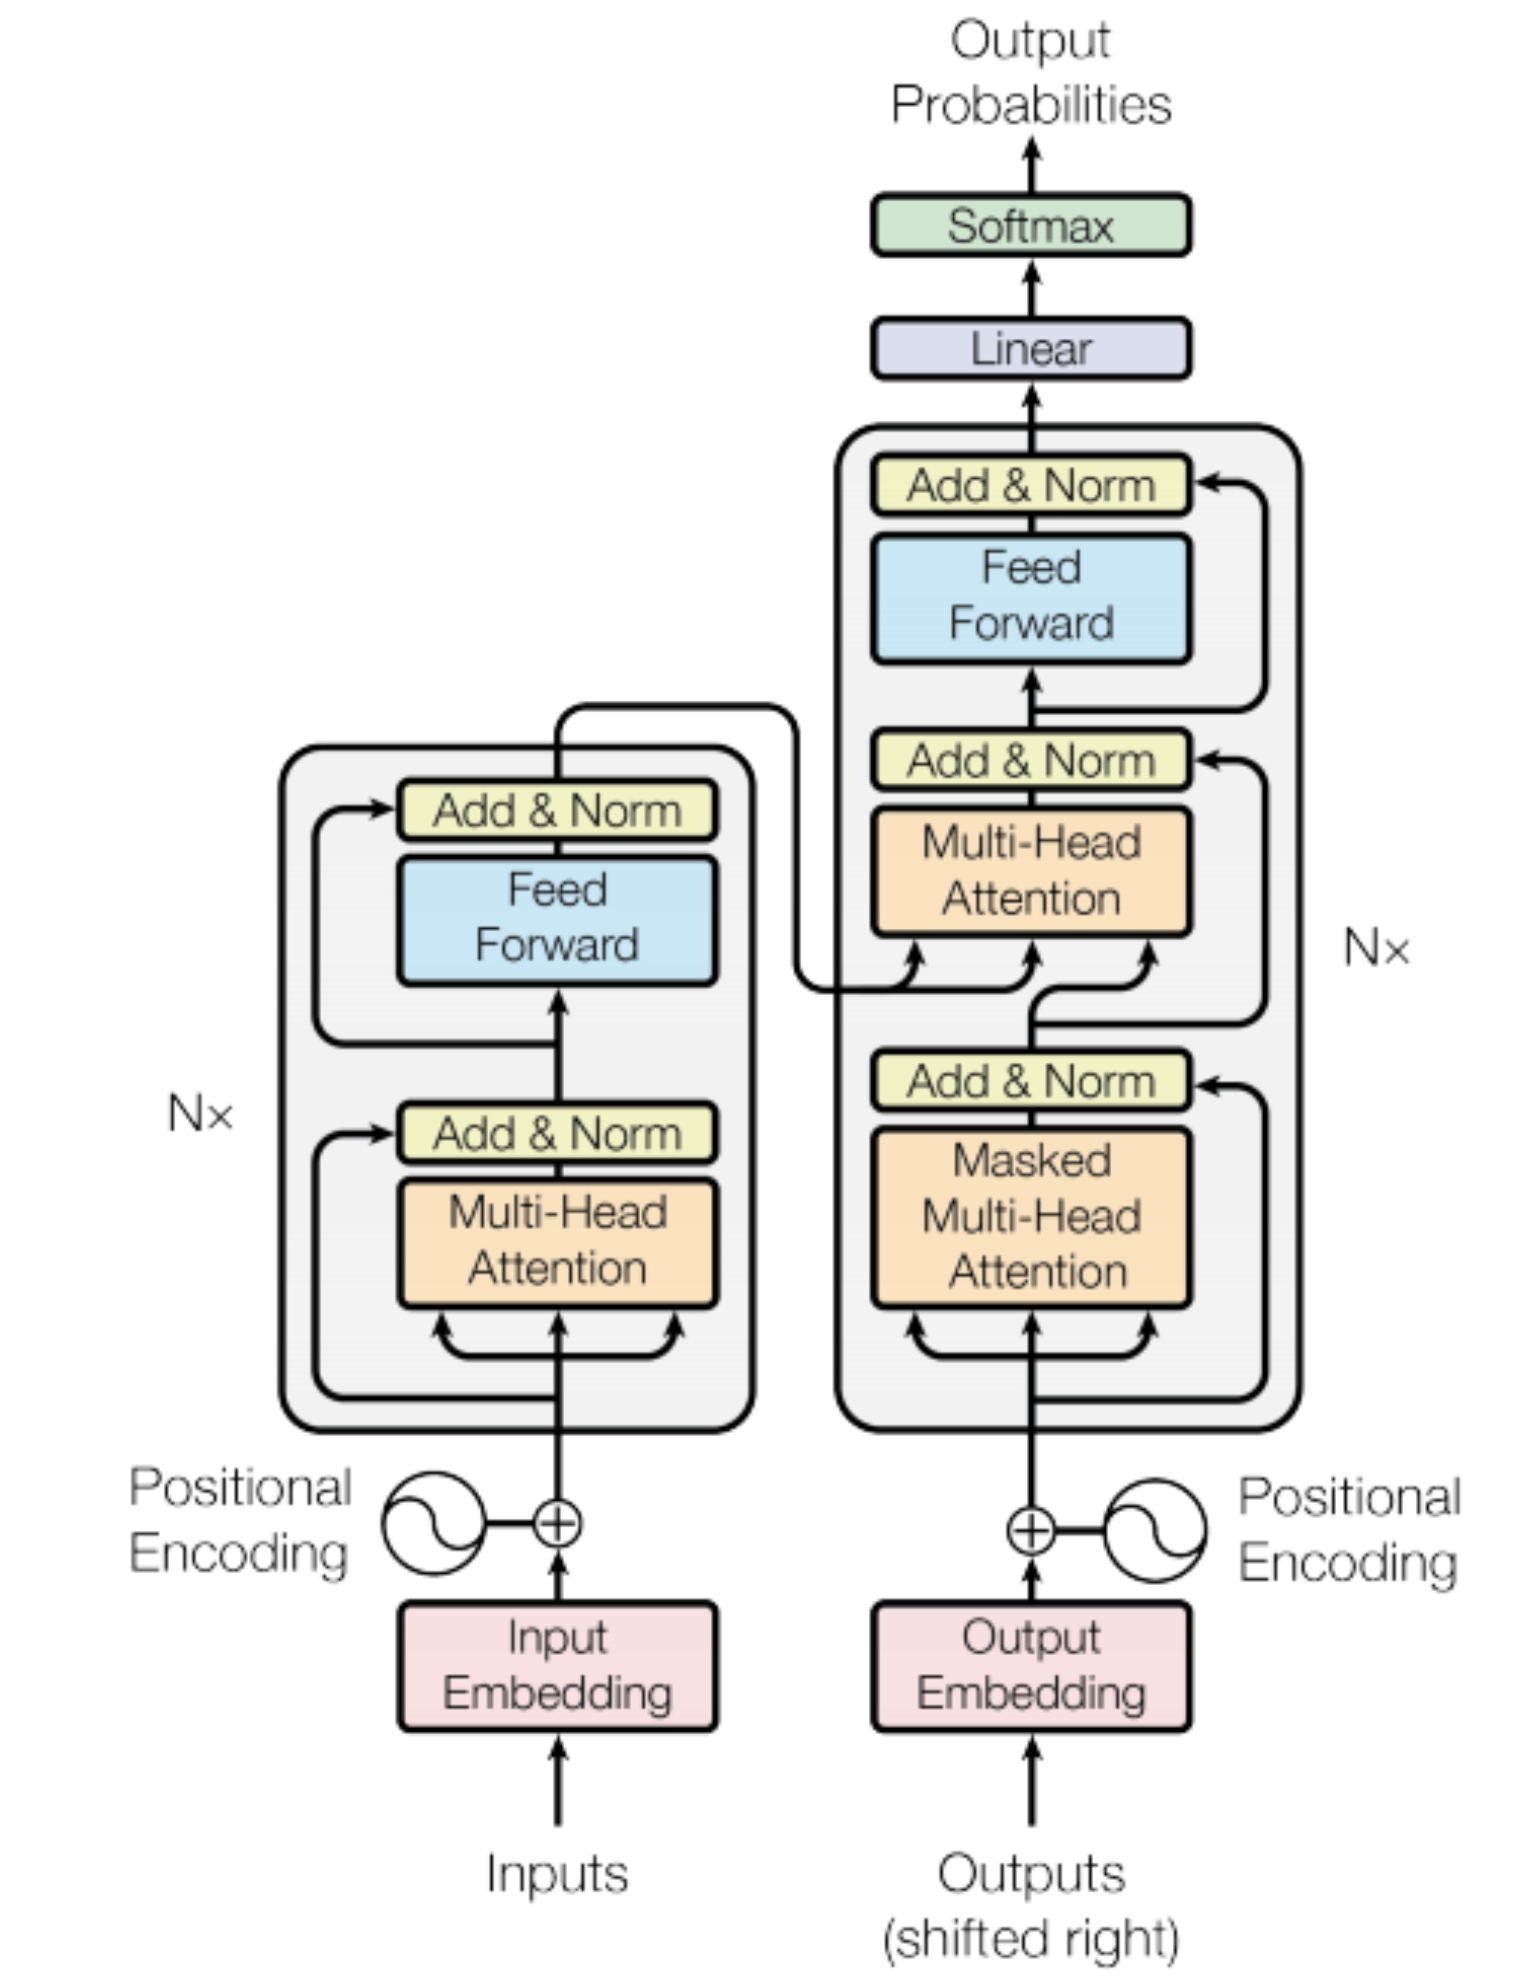 Output
Probabilities
Softmax
Linear
Add & Norm
Feed
Forward
Add & Norm
Multi-Head
Attention
Nx
Add & Norm
Masked
Multi-Head
Attention
Add & Norm
Feed
Forward
Nx
Add & Norm
Multi-Head
Attention
Positional
Encoding
Input
Embedding
Inputs
Positional
Encoding
Output
Embedding
Outputs
(shifted right)